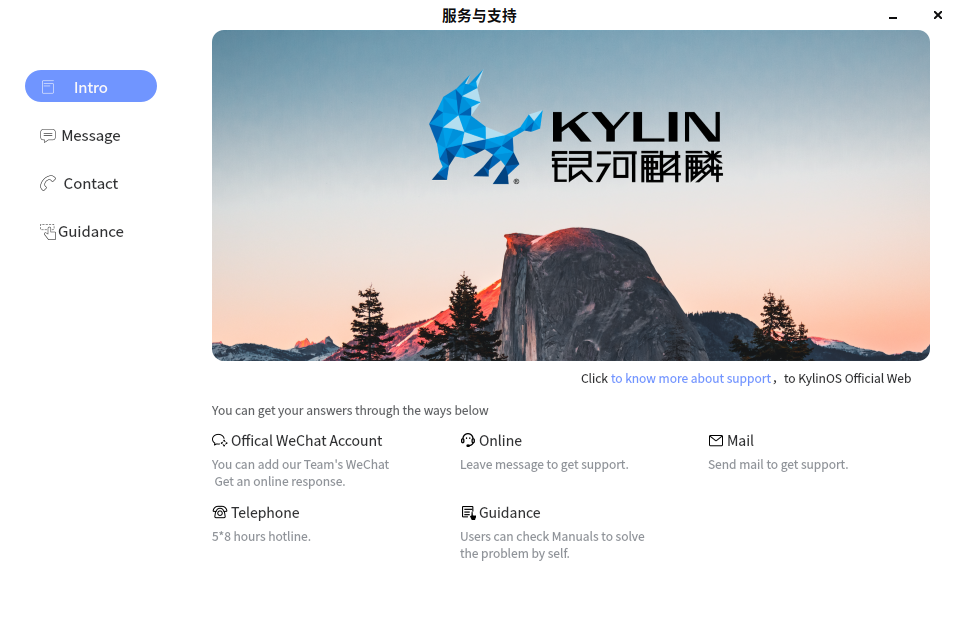 服务与支持
Intro
Message
Contact
Guidance
KYLIN
银河麒麟
®
Click to know more about support，to KylinOS Official Web
You can get your answers through the ways below
Offical WeChat Account
You can add our Team's WeChat
Get an online response.
Online
Leave message to get support.
Mail
Send mail to get support.
Telephone
5*8 hours hotline.
Guidance
Users can check Manuals to solve
the problem by self.